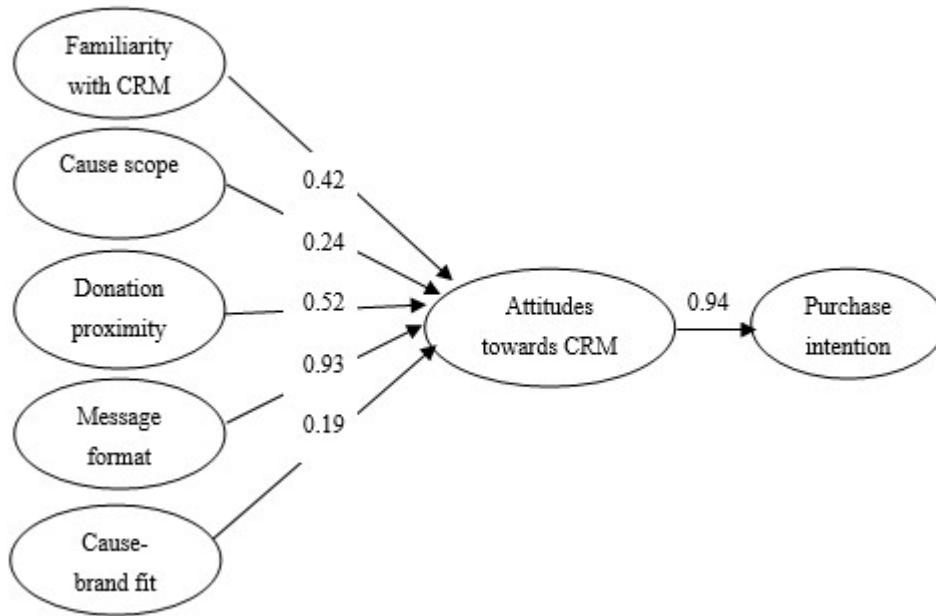 Familiarity
with CRM
Cause scope
0.42
0.24
Donation
proximity
0.52
Attitudes
towards CRM
0.94
Purchase
intention
0.93
Message
format
0.19
Cause-
brand fit